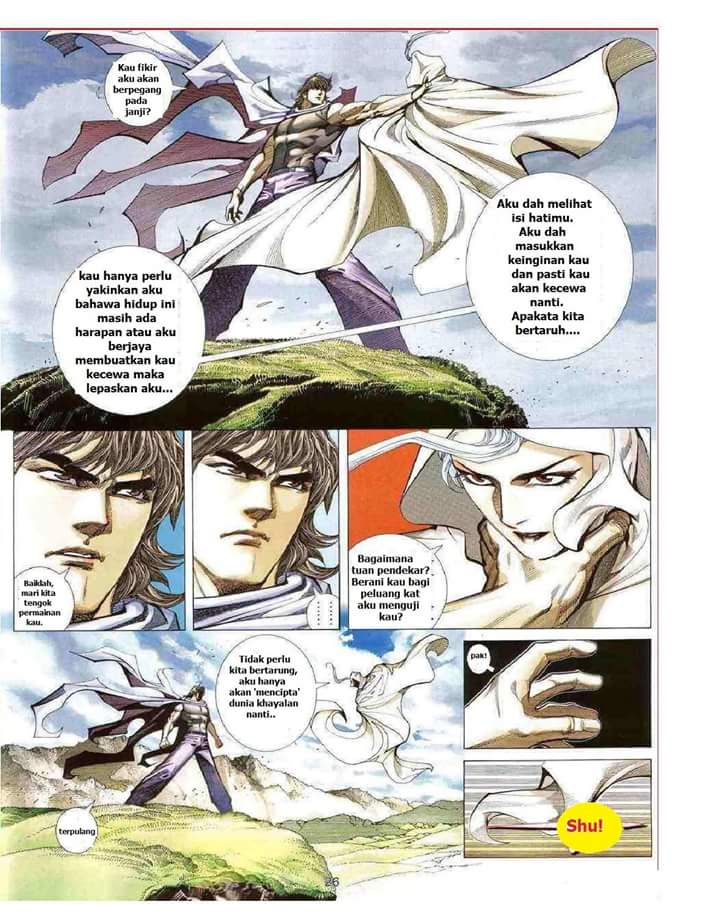 Kau fikir
aku akan
berpegang
pada
janji?
Aku dah melihat
isi hatimu.
Aku dah
masukkan
keinginan kau
dan pasti kau
akan kecewa
nanti.
Apakata kita
bertaruh....
kau hanya perlu
yakinkan aku
bahawa hidup ini
masih ada
harapan atau aku
berjaya
membuatkan kau
kecewa maka
lepaskan aku...
Baiklah,
mari kita
tengok
permainan
kau.
......
Bagaimana
tuan pendekar?
Berani kau bagi
peluang kat
aku menguji
kau?
Tidak perlu
kita bertarung,
aku hanya
akan 'mencipta'
dunia khayalan
nanti..
terpulang
pak!
Shu!
26